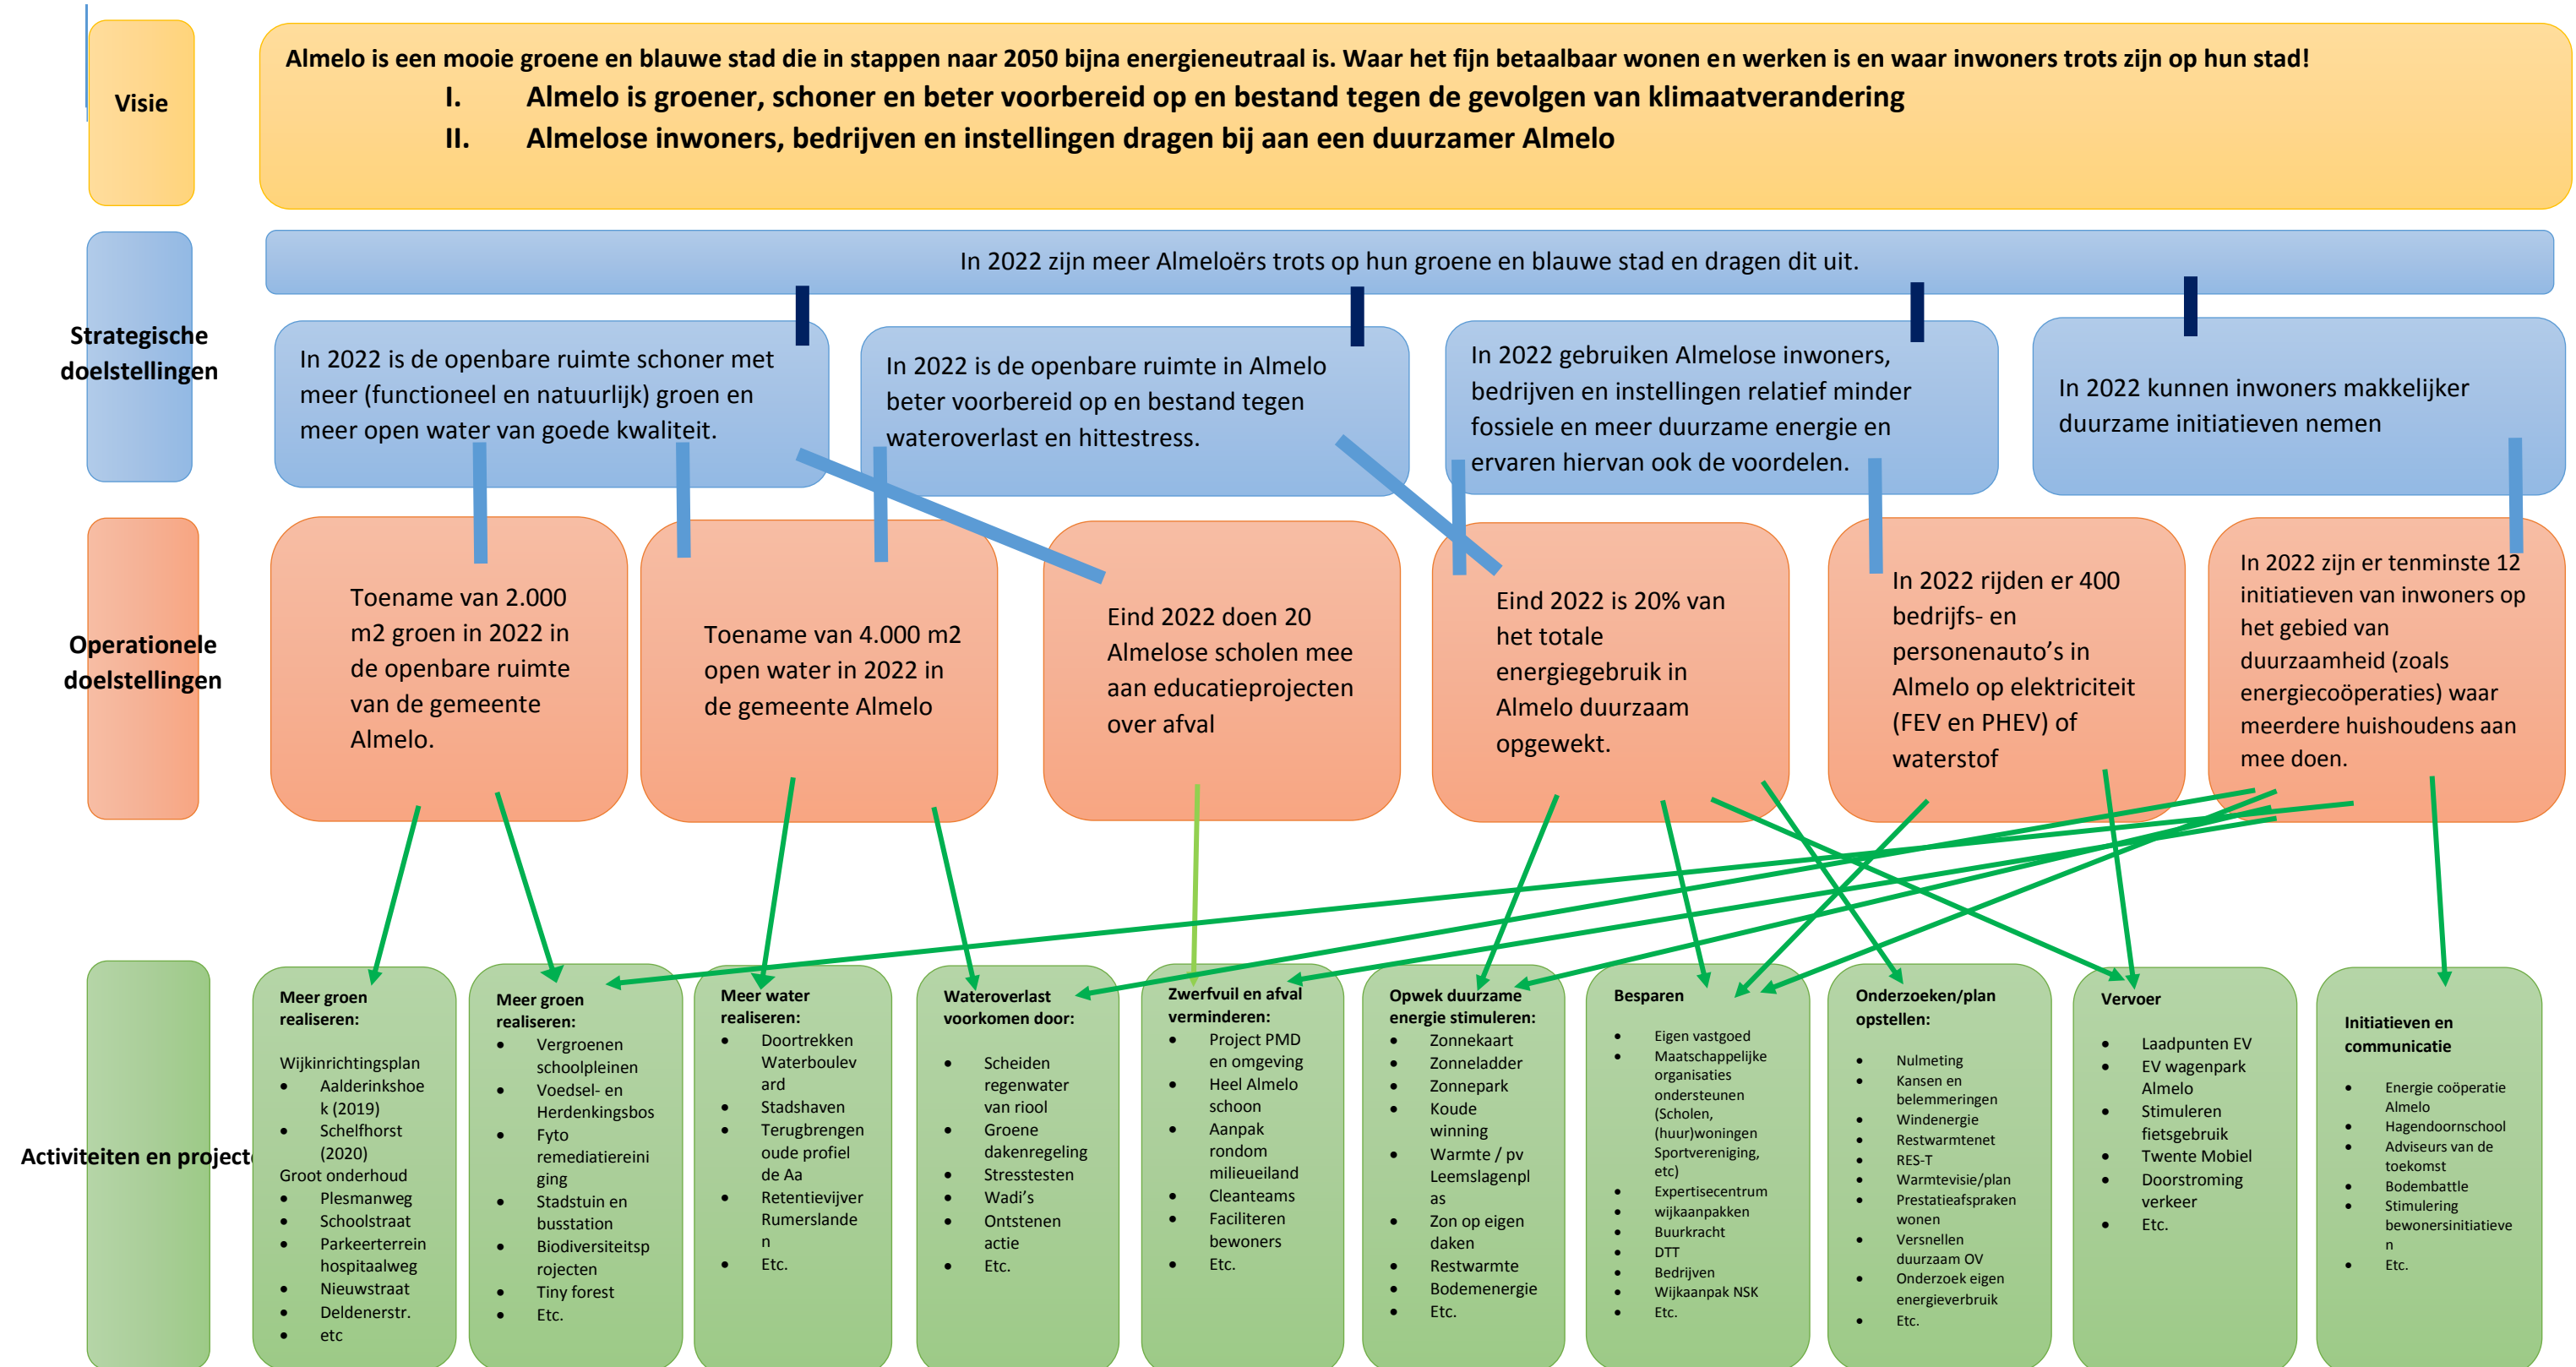 Visie
Almelo is een mooie groene en blauwe stad die in stappen naar 2050 bijna energieneutraal is. Waar het fijn betaalbaar wonen en werken is en waar inwoners trots zijn op hun stad!
I. Almelo is groener, schoner en beter voorbereid op en bestand tegen de gevolgen van klimaatverandering
II. Almelose inwoners, bedrijven en instellingen dragen bij aan een duurzamer Almelo
Strategische
doelstellingen
In 2022 zijn meer Almeloërs trots op hun groene en blauwe stad en dragen dit uit.
In 2022 is de openbare ruimte schoner met
meer (functioneel en natuurlijk) groen en
meer open water van goede kwaliteit.
In 2022 is de openbare ruimte in Almelo
beter voorbereid op en bestand tegen
wateroverlast en hittestress.
In 2022 gebruiken Almelose inwoners,
bedrijven en instellingen relatief minder
fossiele en meer duurzame energie en
ervaren hiervan ook de voordelen.
In 2022 kunnen inwoners makkelijker
duurzame initiatieven nemen
Operationele
doelstellingen
Toename van 2.000
m2 groen in 2022 in
de openbare ruimte
van de gemeente
Almelo.
Toename van 4.000 m2
open water in 2022 in
de gemeente Almelo
Eind 2022 doen 20
Almelose scholen mee
aan educatieprojecten
over afval
Eind 2022 is 20% van
het totale
energiegebruik in
Almelo duurzaam
opgewekt.
In 2022 rijden er 400
bedrijfs- en
personenauto's in
Almelo op elektriciteit
(FEV en PHEV) of
waterstof
In 2022 zijn er tenminste 12
initiatieven van inwoners op
het gebied van
duurzaamheid (zoals
energiecoöperaties) waar
meerdere huishoudens aan
mee doen.
Activiteiten en project
Meer groen
realiseren:
Wijkinrichtingsplan
• Aalderinkshoe
k (2019)
• Schelfhorst
(2020)
Groot onderhoud
• Plesmanweg
• Schoolstraat
• Parkeerterrein
hospitaalweg
• Nieuwstraat
• Deldenerstr.
• etc
Meer groen
realiseren:
• Vergroenen
schoolpleinen
• Voedsel- en
Herdenkingsbos
• Fyto
remediatiereini
ging
• Stadstuin en
busstation
• Biodiversiteitsp
rojecten
• Tiny forest
• Etc.
Meer water
realiseren:
• Doortrekken
Waterboulev
ard
• Stadshaven
• Terugbrengen
oude profiel
de Aa
• Retentievijver
Rumerslande
n
• Etc.
Wateroverlast
voorkomen door:
• Scheiden
regenwater
van riool
• Groene
dakenregeling
• Stresstesten
• Wadi's
• Ontstenen
actie
• Etc.
Zwerfvuil en afval
verminderen:
• Project PMD
en omgeving
• Heel Almelo
schoon
• Aanpak
rondom
milieueiland
• Cleanteams
• Faciliteren
bewoners
• Etc.
Opwek duurzame
energie stimuleren:
• Zonnekaart
• Zonneladder
• Zonnepark
• Koude
winning
• Warmte / pv
Leemslagenpl
as
• Zon op eigen
daken
• Restwarmte
• Bodemenergie
• Etc.
Besparen
• Eigen vastgoed
• Maatschappelijke
organisaties
ondersteunen
(Scholen,
(huur)woningen
Sportvereniging,
etc)
• Expertisecentrum
• wijkaanpakken
• Buurkracht
• DTT
• Bedrijven
• Wijkaanpak NSK
• Etc.
Onderzoeken/plan
opstellen:
• Nulmeting
• Kansen en
belemmeringen
• Windenergie
• Restwarmtenet
• RES-T
• Warmtevisie/plan
• Prestatieafspraken
wonen
• Versnellen
duurzaam OV
• Onderzoek eigen
energieverbruik
• Etc.
Vervoer
• Laadpunten EV
• EV wagenpark
Almelo
• Stimuleren
fietsgebruik
• Twente Mobiel
• Doorstroming
verkeer
• Etc.
Initiatieven en
communicatie
• Energie coöperatie
Almelo
• Hagendoornschool
• Adviseurs van de
toekomst
• Bodembattle
• Stimulering
bewonersinitiatieve
n
• Etc.